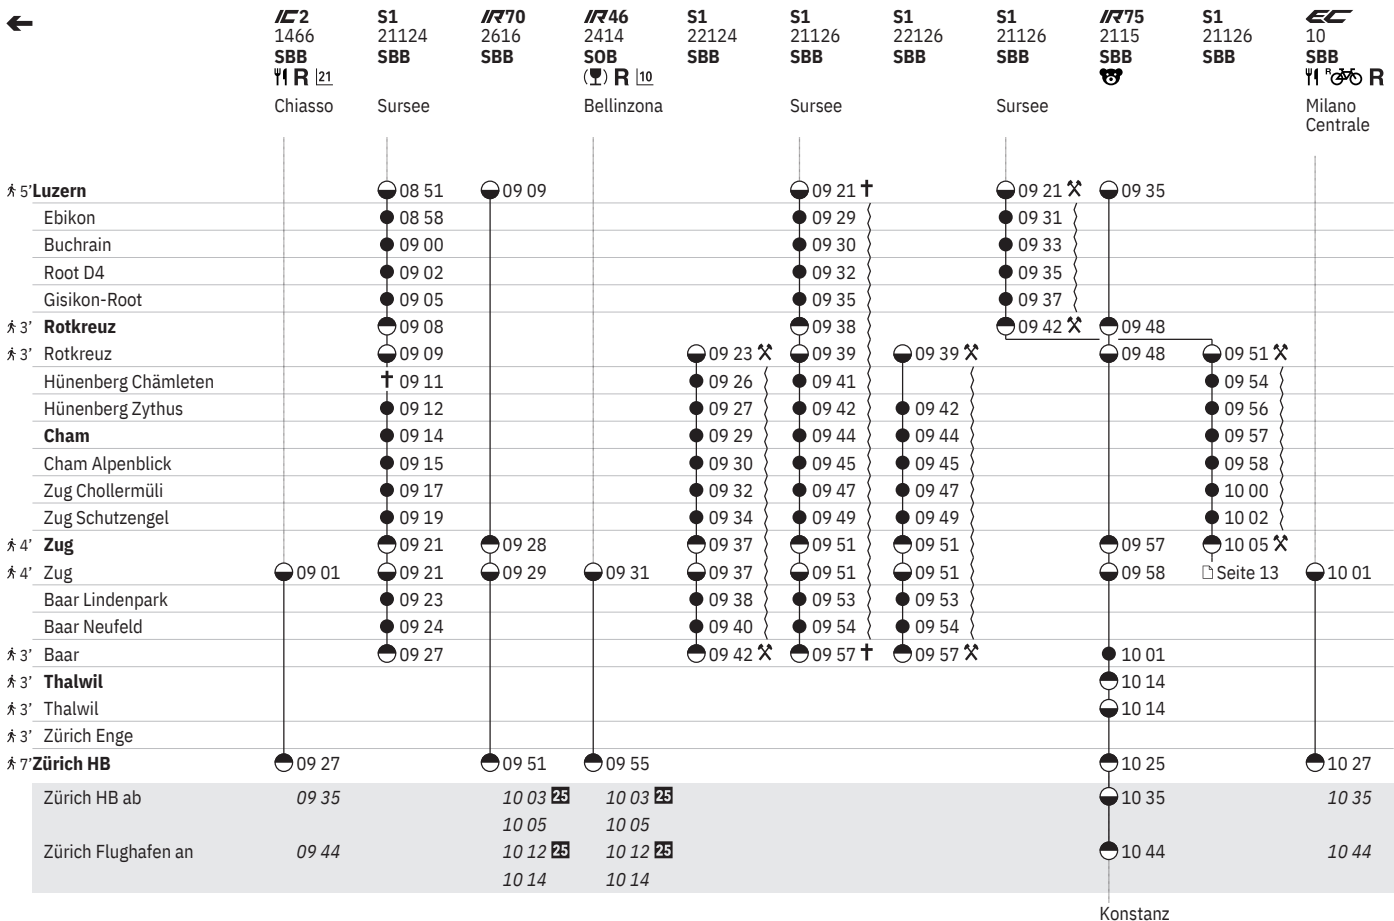 IC 2 S1 IR 70 IR 46 S1 S1 S1 S1 IR 75 S1 EC
1466 21124 2616 2414 22124 21126 22126 21126 2115 21126 10
SBB SBB SBB SOB SBB SBB SBB SBB SBB SBB SBB
R 21 ( ) R 10 R R
Chiasso Sursee Bellinzona Sursee Sursee Milano
Centrale
5' Luzern 08 51 09 09 09 21 09 21 09 35
Ebikon 08 58 09 29 09 31
Buchrain 09 00 09 30 09 33
Root D4 09 02 09 32 09 35
Gisikon-Root 09 05 09 35 09 37
3' Rotkreuz 09 08 09 38 09 42 09 48
3' Rotkreuz 09 09 09 23 09 39 09 39 09 48 09 51
Hünenberg Chämleten 09 11 09 26 09 41 09 54
Hünenberg Zythus 09 12 09 27 09 42 09 42 09 56
Cham 09 14 09 29 09 44 09 44 09 57
Cham Alpenblick 09 15 09 30 09 45 09 45 09 58
Zug Chollermüli 09 17 09 32 09 47 09 47 10 00
Zug Schutzengel 09 19 09 34 09 49 09 49 10 02
4' Zug 09 21 09 28 09 37 09 51 09 51 09 57 10 05
4' Zug 09 01 09 21 09 29 09 31 09 37 09 51 09 51 09 58 Seite 13 10 01
Baar Lindenpark 09 23 09 38 09 53 09 53
Baar Neufeld 09 24 09 40 09 54 09 54
3' Baar 09 27 09 42 09 57 09 57 10 01
3' Thalwil 10 14
3' Thalwil 10 14
3' Zürich Enge
7' Zürich HB 09 27 09 51 09 55 10 25 10 27
Zürich HB ab 09 35 10 03 25 10 03 25 10 35 10 35
10 05 10 05
Zürich Flughafen an 09 44 10 12 25 10 12 25 10 44 10 44
10 14 10 14
Konstanz